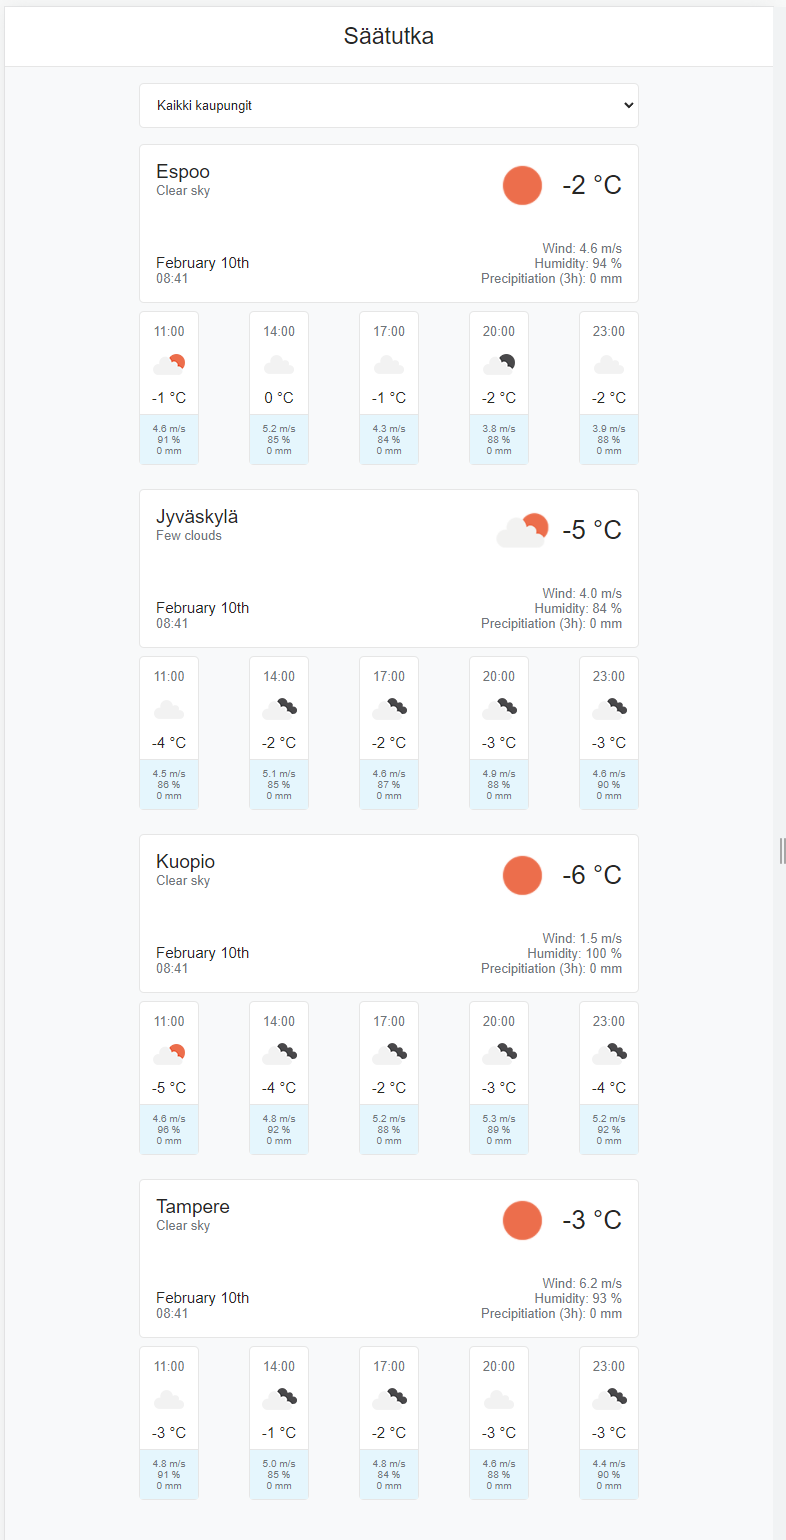 Säätutka
Kaikki kaupungit
Espoo
Clear sky
-2 °C
February 10th
08:41
Wind: 4.6 m/s
Humidity: 94 %
Precipitiation (3h): 0 mm
11:00 14:00 17:00 20:00 23:00
-1 °C 0 °C -1 °C -2 °C -2 °C
4.6 m/s 5.2 m/s 4.3 m/s 3.8 m/s 3.9 m/s
91 % 85 % 84 % 88 % 88 %
0 mm 0 mm 0 mm 0 mm 0 mm
Jyväskylä
Few clouds
-5 °C
February 10th
08:41
Wind: 4.0 m/s
Humidity: 84 %
Precipitiation (3h): 0 mm
11:00 14:00 17:00 20:00 23:00
-4 °C -2 °C -2 °C -3 °C -3 °C
4.5 m/s 5.1 m/s 4.6 m/s 4.9 m/s 4.6 m/s
86 % 85 % 87 % 88 % 90 %
0 mm 0 mm 0 mm 0 mm 0 mm
Kuopio
Clear sky
-6 °C
February 10th
08:41
Wind: 1.5 m/s
Humidity: 100 %
Precipitiation (3h): 0 mm
11:00 14:00 17:00 20:00 23:00
-5 °C -4 °C -2 °C -3 °C -4 °C
4.6 m/s 4.8 m/s 5.2 m/s 5.3 m/s 5.2 m/s
96 % 92 % 88 % 89 % 92 %
0 mm 0 mm 0 mm 0 mm 0 mm
Tampere
Clear sky
-3 °C
February 10th
08:41
Wind: 6.2 m/s
Humidity: 93 %
Precipitiation (3h): 0 mm
11:00 14:00 17:00 20:00 23:00
-3 °C -1 °C -2 °C -3 °C -3 °C
4.8 m/s 5.0 m/s 4.8 m/s 4.6 m/s 4.4 m/s
91 % 85 % 84 % 88 % 90 %
0 mm 0 mm 0 mm 0 mm 0 mm